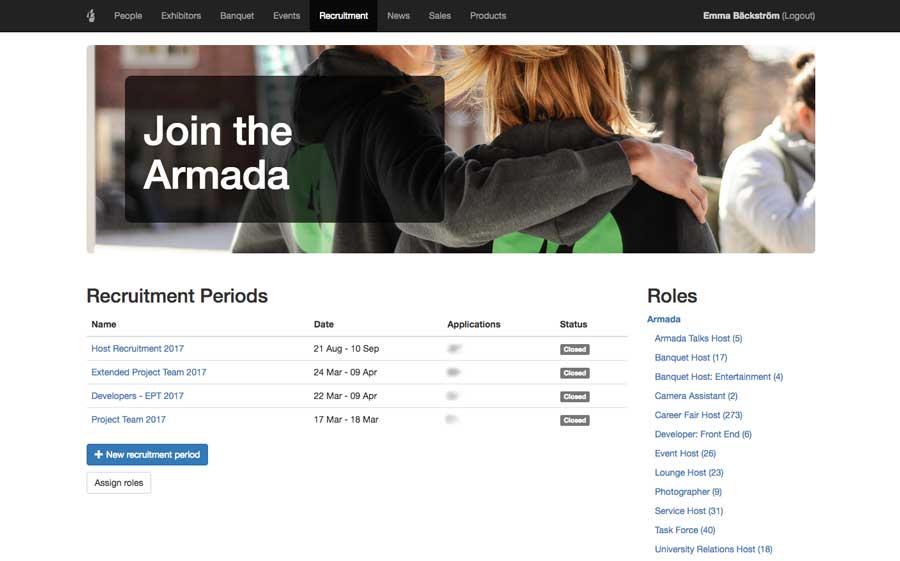 People Exhibitors Banquet Events Recruitment News Sales Products Emma Bäckström (Logout)
Join the
Armada
Recruitment Periods
Name Date Applications Status
Host Recruitment 2017 21 Aug - 10 Sep Closed
Extended Project Team 2017 24 Mar - 09 Apr Closed
Developers - EPT 2017 22 Mar - 09 Apr Closed
Project Team 2017 17 Mar - 18 Mar Closed
+ New recruitment period
Assign roles
Roles
Armada
Armada Talks Host (5)
Banquet Host (17)
Banquet Host: Entertainment (4)
Camera Assistant (2)
Career Fair Host (273)
Developer: Front End (6)
Event Host (26)
Lounge Host (23)
Photographer (9)
Service Host (31)
Task Force (40)
University Relations Host (18)